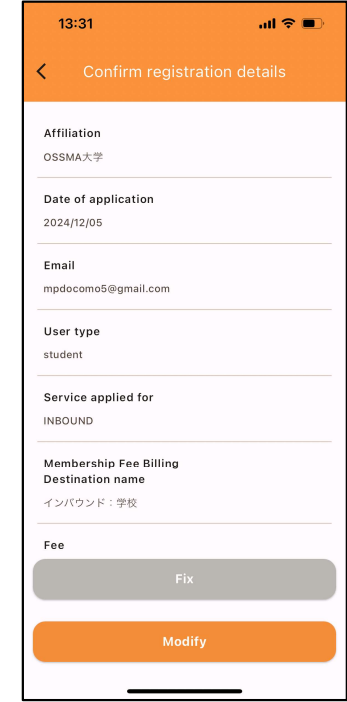 13:31
Confirm registration details
Affiliation
OSSMA大学
Date of application
2024/12/05
Email
mpdocomo5@gmail.com
User type
student
Service applied for
INBOUND
Membership Fee Billing
Destination name
インバウンド：学校
Fee
Fix
Modify